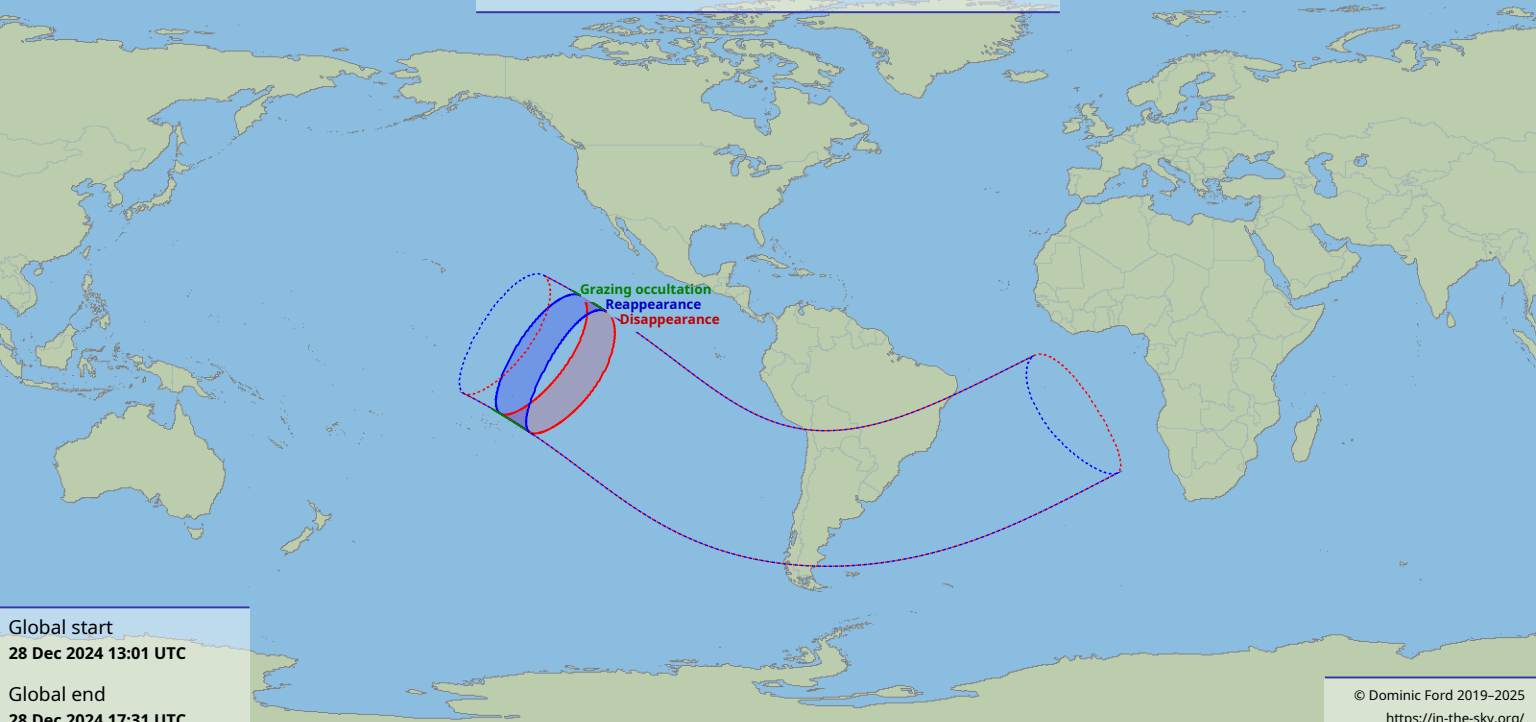 Grazing occultation
Reappearance
Disappearance
Global start
28 Dec 2024 13:01 UTC
Global end
28 Dec 2024 17:31 UTC
© Dominic Ford 2019–2025
https://in-the-sky.org/